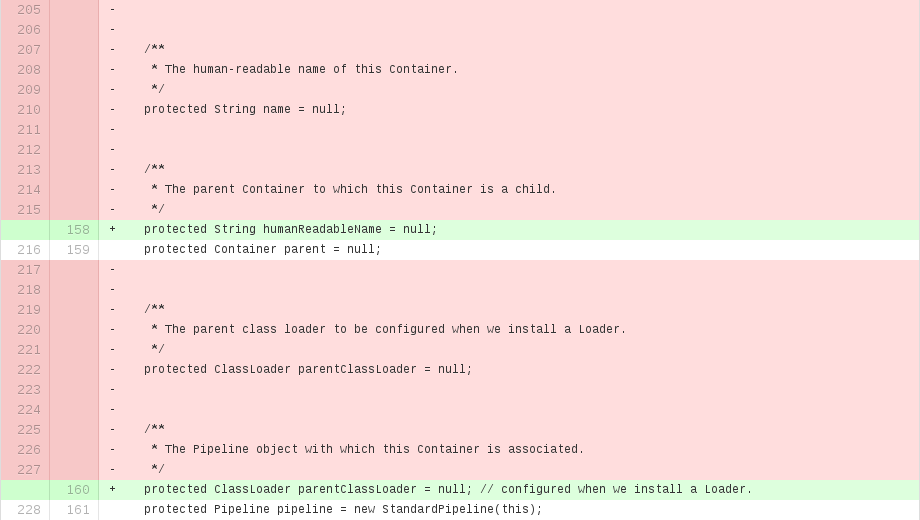 205 -
206 -
207 - /**
208 - * The human-readable name of this Container.
209 - */
210 - protected String name = null;
211 -
212 -
213 - /**
214 - * The parent Container to which this Container is a child.
215 - */
158 + protected String humanReadableName = null;
216 159 protected Container parent = null;
217 -
218 -
219 - /**
220 - * The parent class loader to be configured when we install a Loader.
221 - */
222 - protected ClassLoader parentClassLoader = null;
223 -
224 -
225 - /**
226 - * The Pipeline object with which this Container is associated.
227 - */
160 + protected ClassLoader parentClassLoader = null; // configured when we install a Loader.
228 161 protected Pipeline pipeline = new StandardPipeline(this);